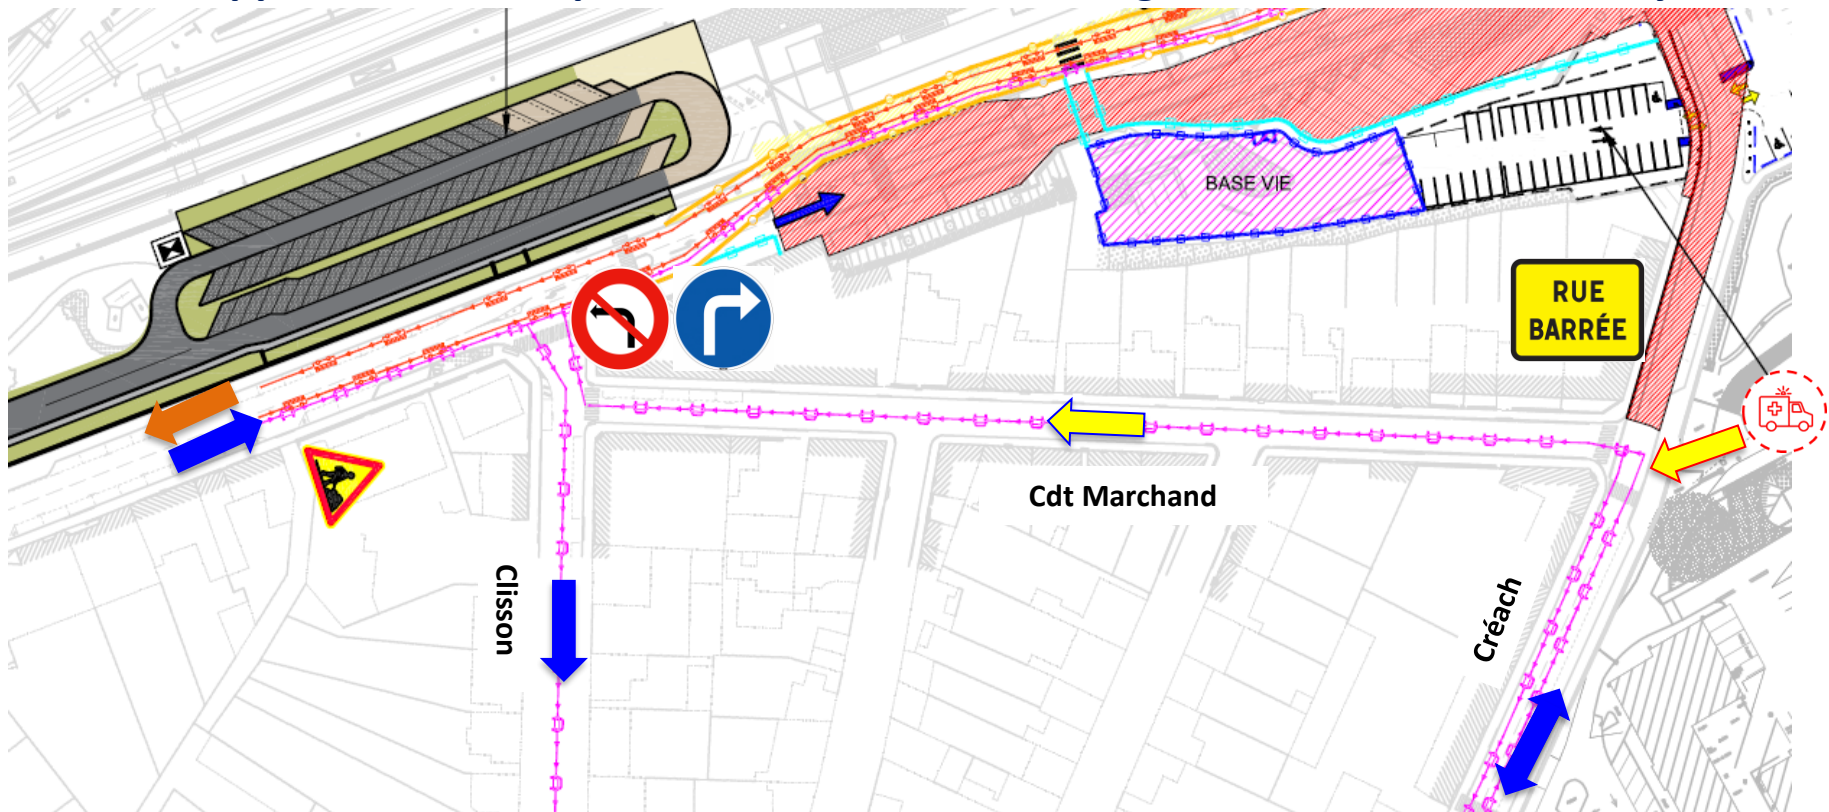 BASE VIE
RUE
BARRÉE
Cdt Marchand
Clisson
Créach